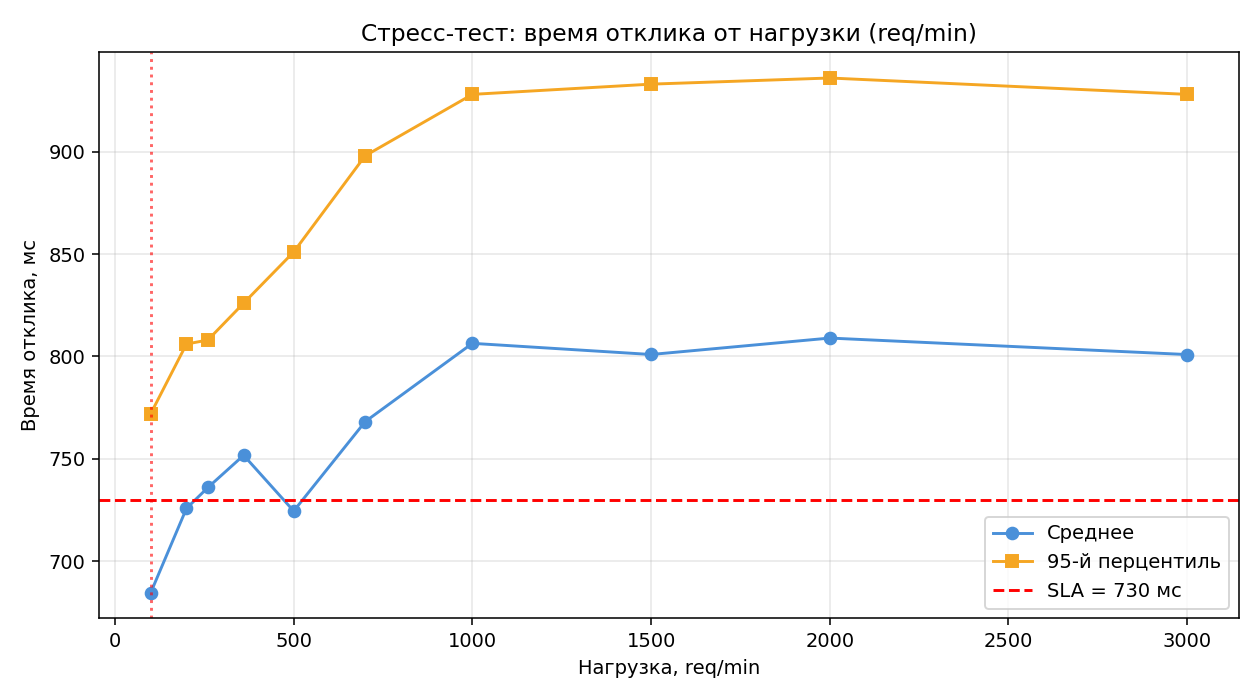 Стресс-тест: время отклика от нагрузки (req/min)
Время отклика, мс
900
850
800
750
700
0 500 1000 1500 2000 2500 3000
Нагрузка, req/min
Среднее
95-й перцентиль
SLA = 730 мс